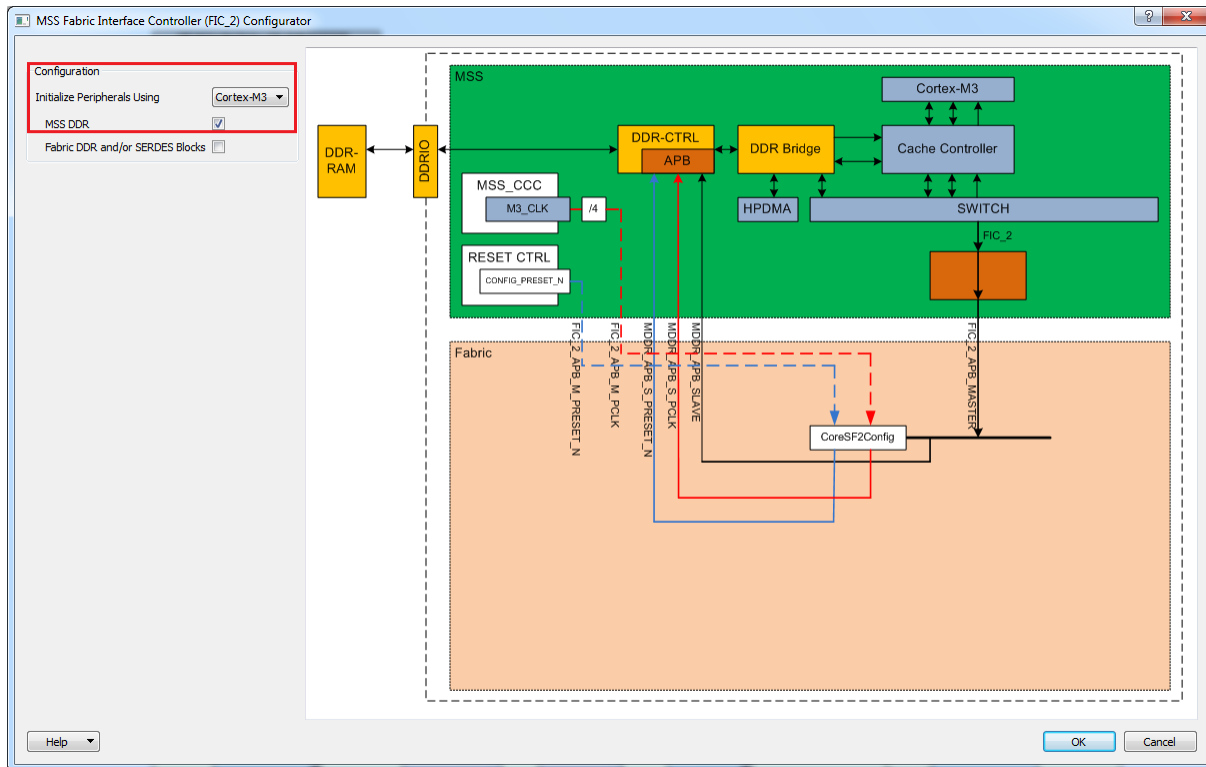 MSS Fabric Interface Controller (FIC_2) Configurator
?
Configuration
Initialize Peripherals Using
Cortex-M3
MSS DDR
Fabric DDR and/or SERDES Blocks
MSS
Cortex-M3
DDR-
RAM
DDRIO
DDR-CTRL
APB
DDR Bridge
Cache Controller
MSS_CCC
M3_CLK
/4
HPDMA
SWITCH
FIC_2
RESET CTRL
CONFIG_PRESET_N
FIC_2_APB_M_PRESET_N
FIC_2_APB_M_PCLK
MDDR_APB_S_PRESET_N
MDDR_APB_S_PCLK
MDDR_APB_SLAVE
FIC_2_APB_MASTER
Fabric
CoreSF2Config
Help
OK
Cancel